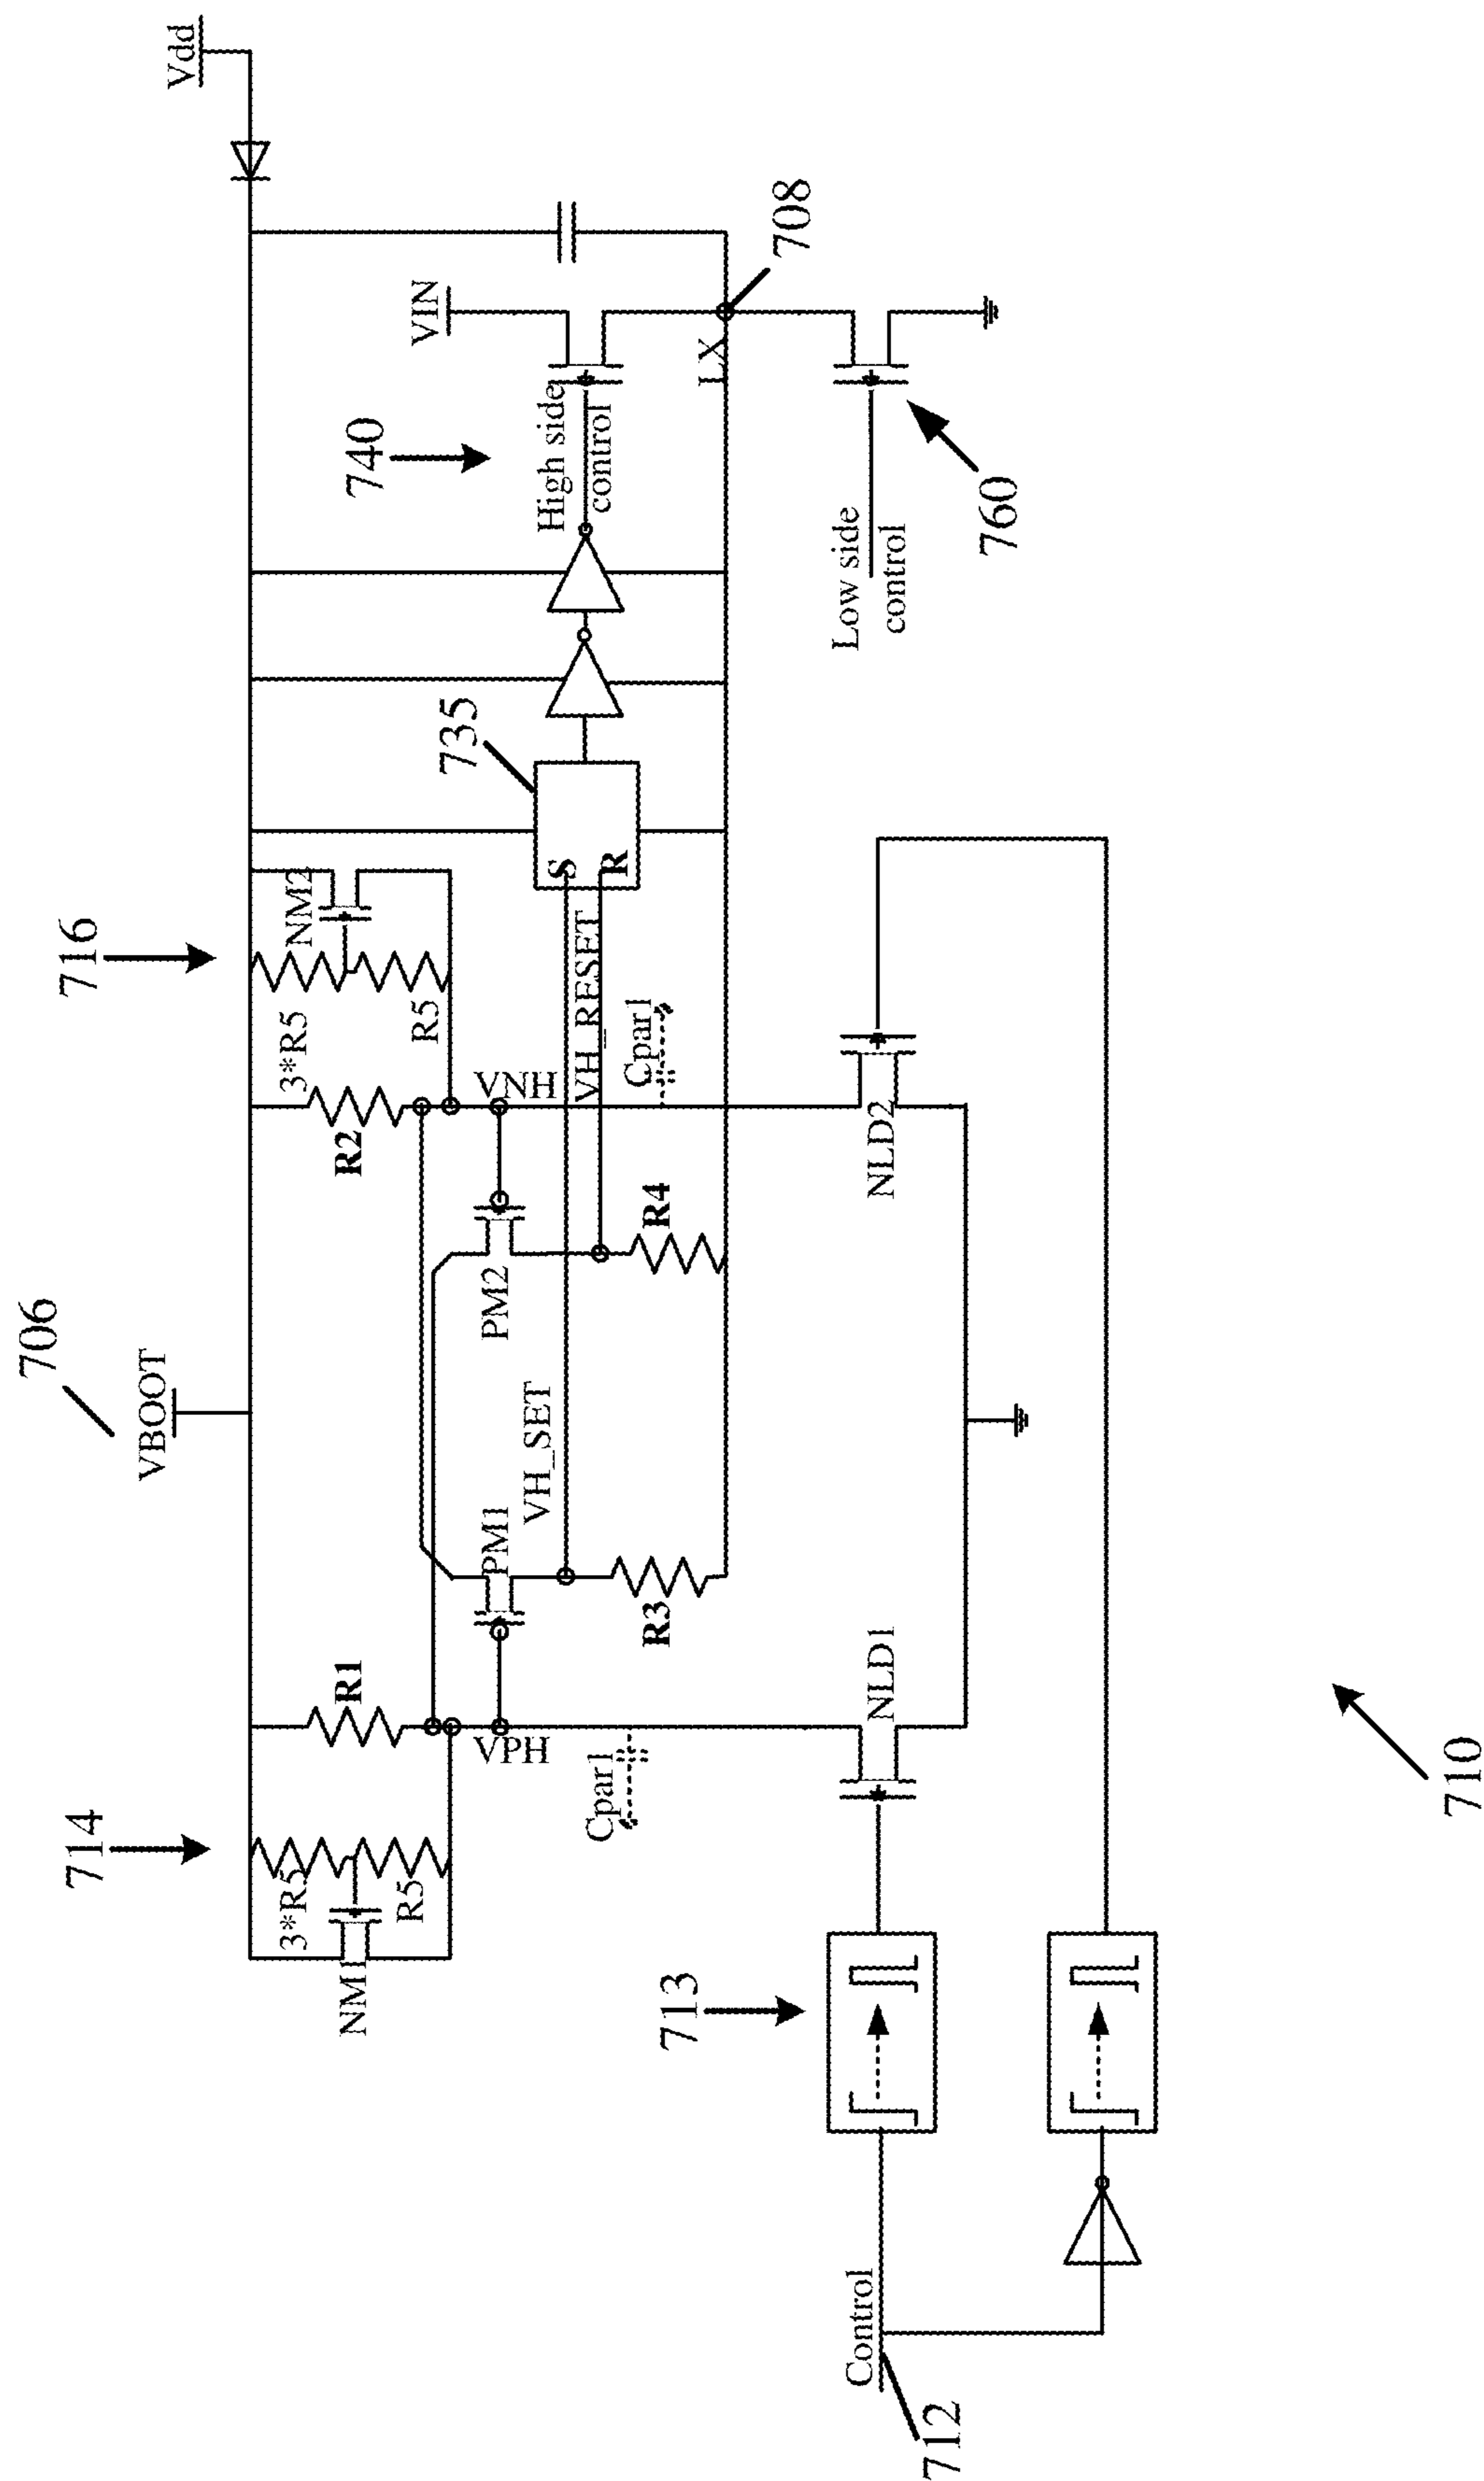 706
VBOOT
Vdd
714
716
3*R5
R5
NM1
R1
R2
3*R5
R5
NM2
735
740
VIN
High side
control
VPH
PM1
PM2
VNH
VH_SET
VH_RESET
S
R
Cpar1
Cpar1
R3
R4
LX
708
713
NLD1
NLD2
Low side
control
760
Control
712
710